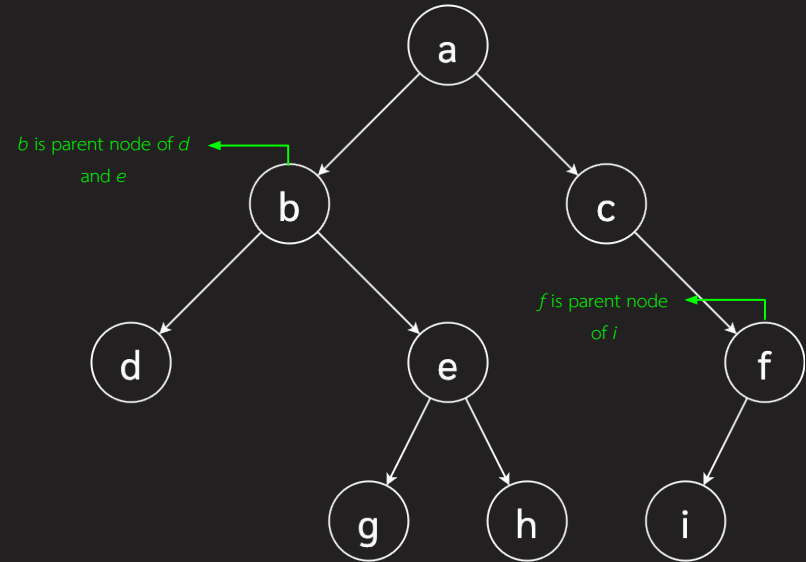 a
b is parent node of d
and e
b
c
f is parent node
of i
d
e
f
g
h
i